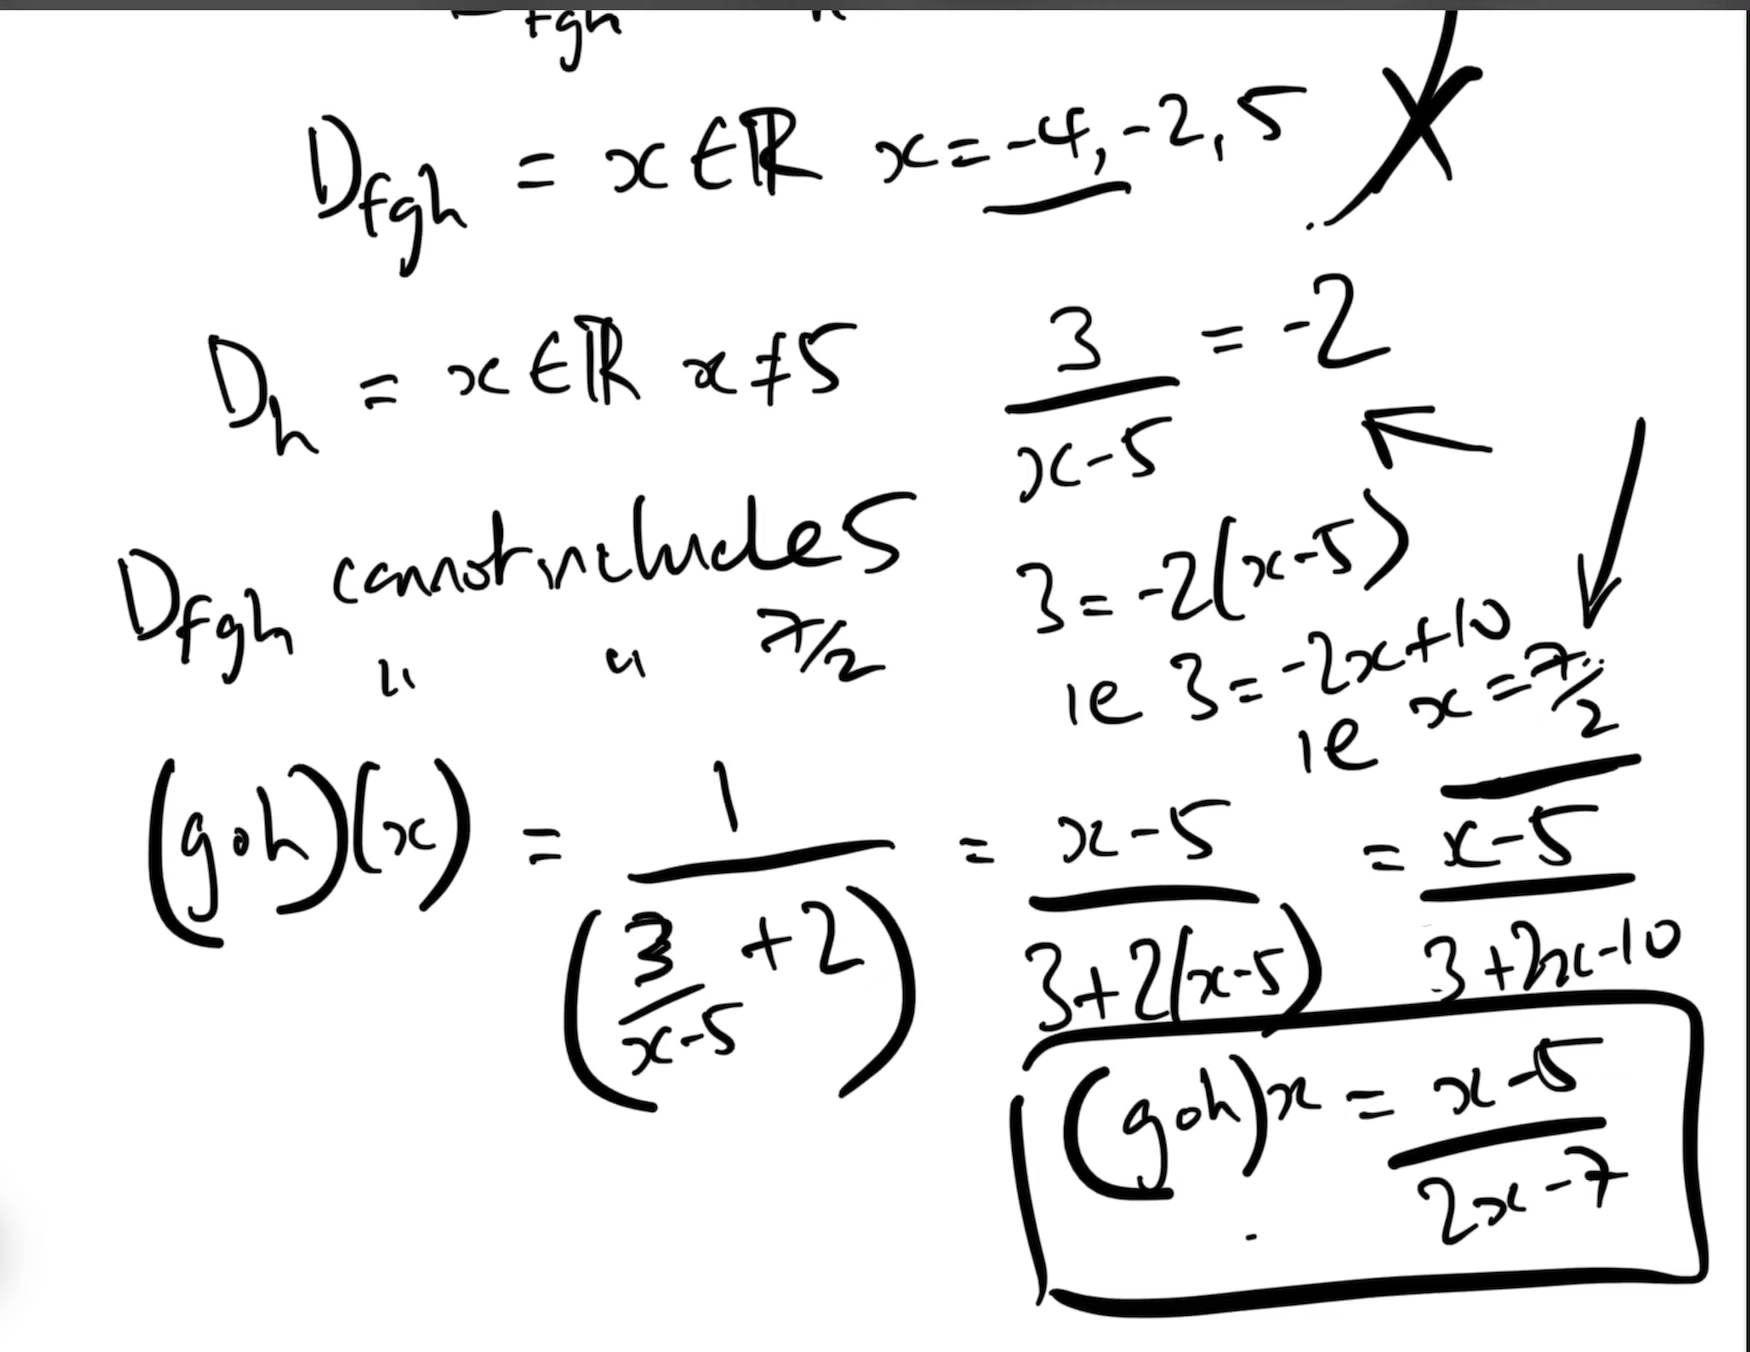 fgh
D_fgh = x ∈ ℝ x = -4, -2, 5 X
D_h = x ∈ ℝ x ≠ 5
3/(x-5) = -2
D_fgh cannot include 5
" " 7/2
3 = -2(x-5)
ie 3 = -2x+10
ie x = 7/2
(g∘h)(x) = 1/(3/(x-5) + 2) = (x-5)/(3+2(x-5)) = (x-5)/(3+2x-10)
(g∘h)x = (x-5)/(2x-7)